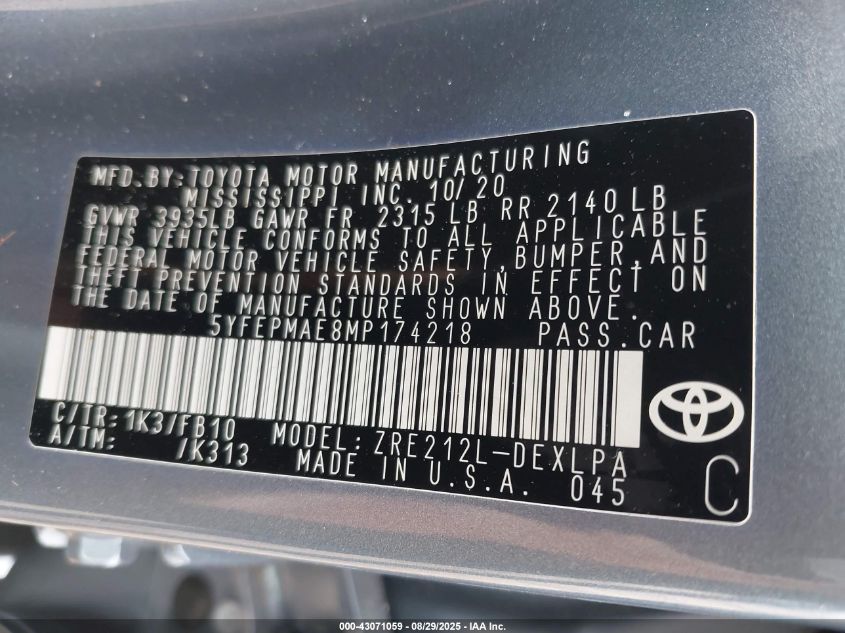 MFD.BY:TOYOTA MOTOR MANUFACTURING
MISSISSIPPI INC. 10/20
GVWR 3935LB GAWR FR 2315 LB RR 2140 LB
THIS VEHICLE CONFORMS TO ALL APPLICABLE
FEDERAL MOTOR VEHICLE SAFETY,BUMPER,AND
THEFT PREVENTION STANDARDS IN EFFECT ON
THE DATE OF MANUFACTURE SHOWN ABOVE.
5YFEPMAE8MP174218 PASS.CAR
C/TR:1K3/FB10 MODEL:ZRE212L-DEXLPA
A/TM: /K313 MADE IN U.S.A. 045
C
000-43071059 - 08/29/2025 - IAA Inc.